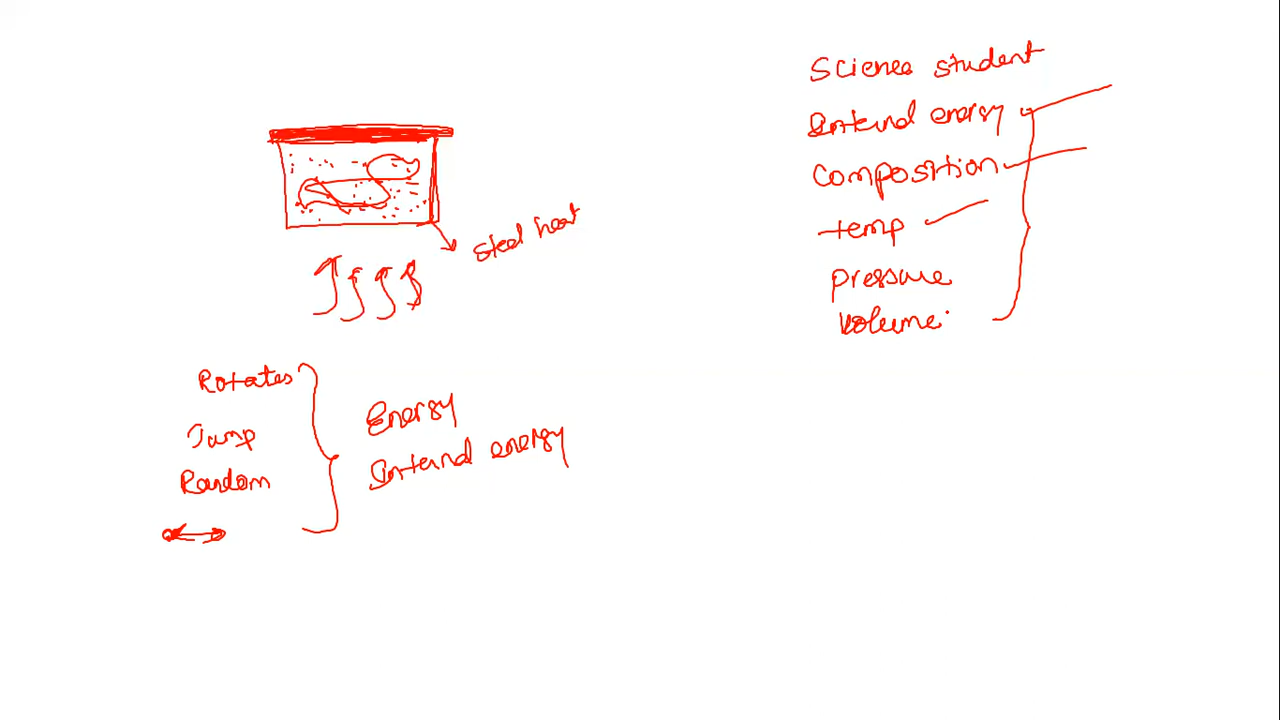 Science student
Internal energy
Composition
temp
pressure
volume
steel heat
Rotates
Jump
Random
Energy
Internal energy